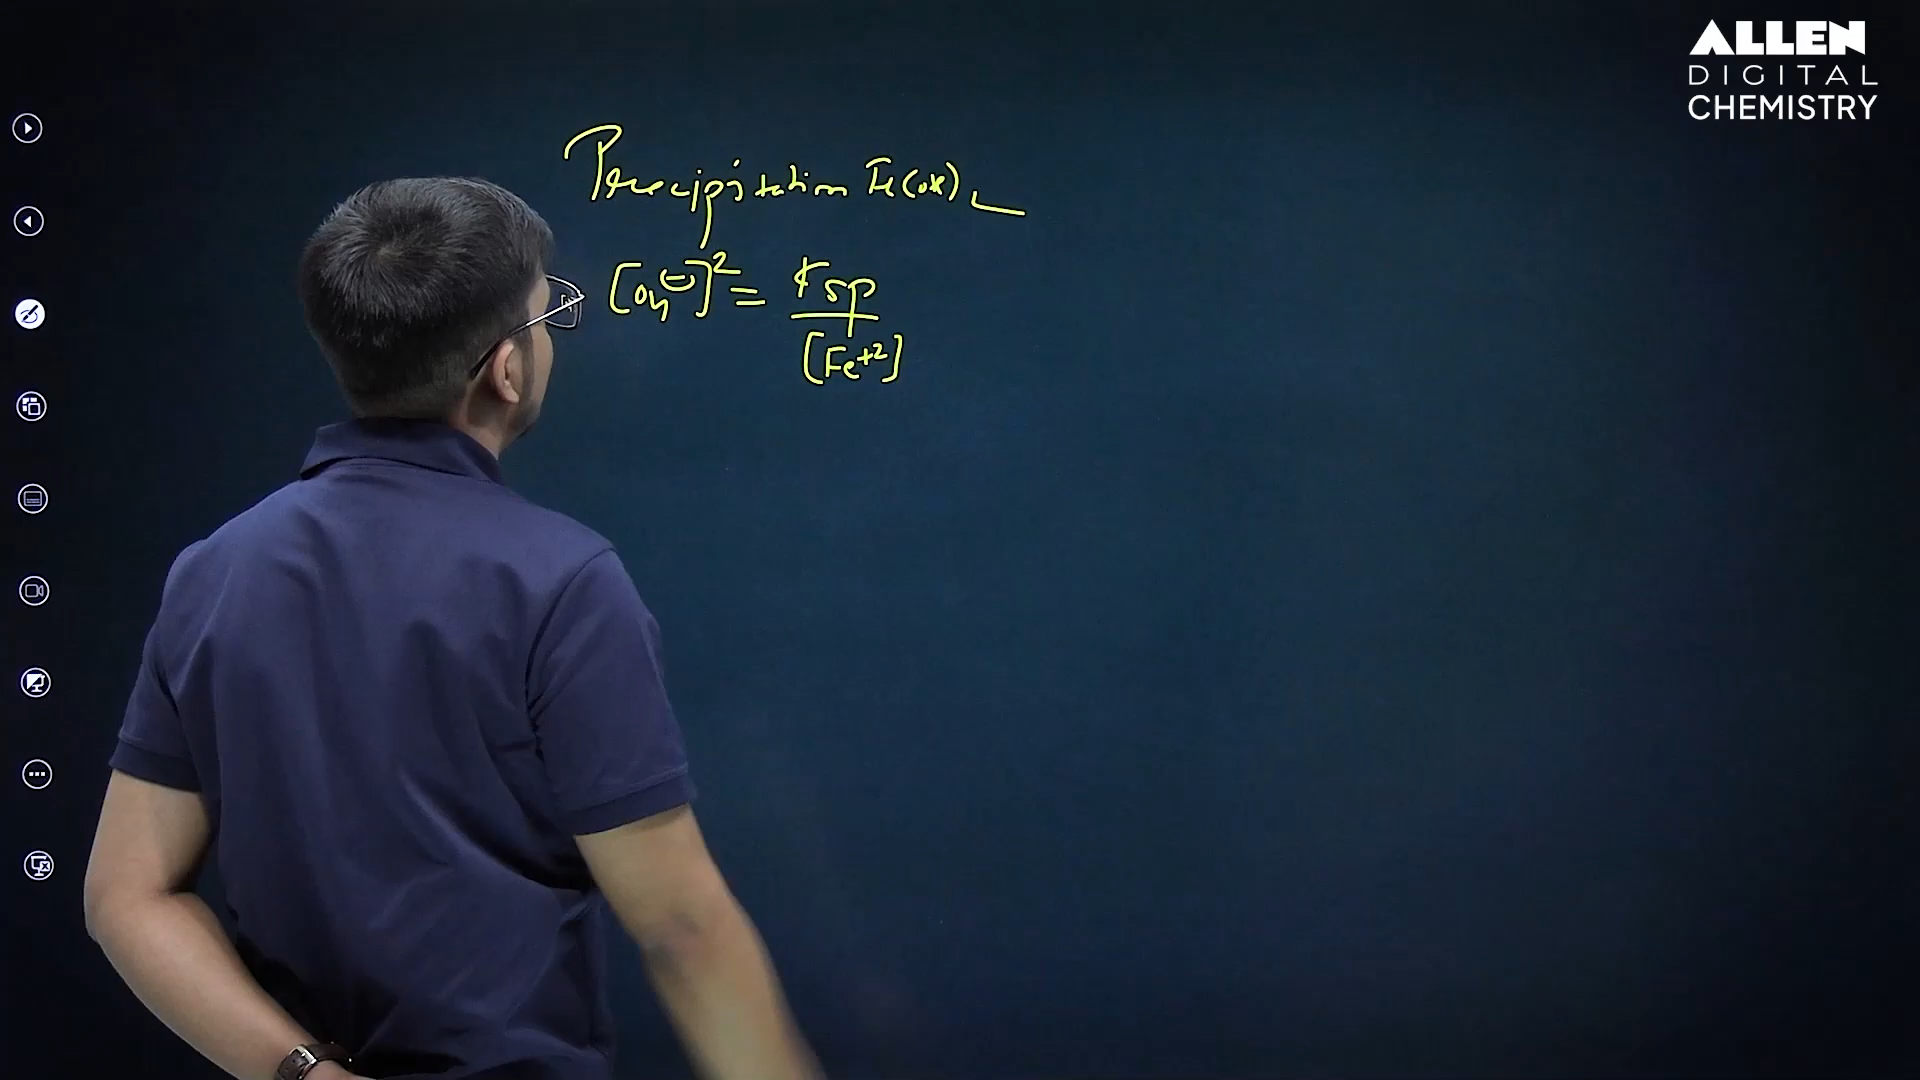 ALLEN
DIGITAL
CHEMISTRY
Precipitation Fe(OH)2
[OH⊖]² = Ksp
[Fe+2]